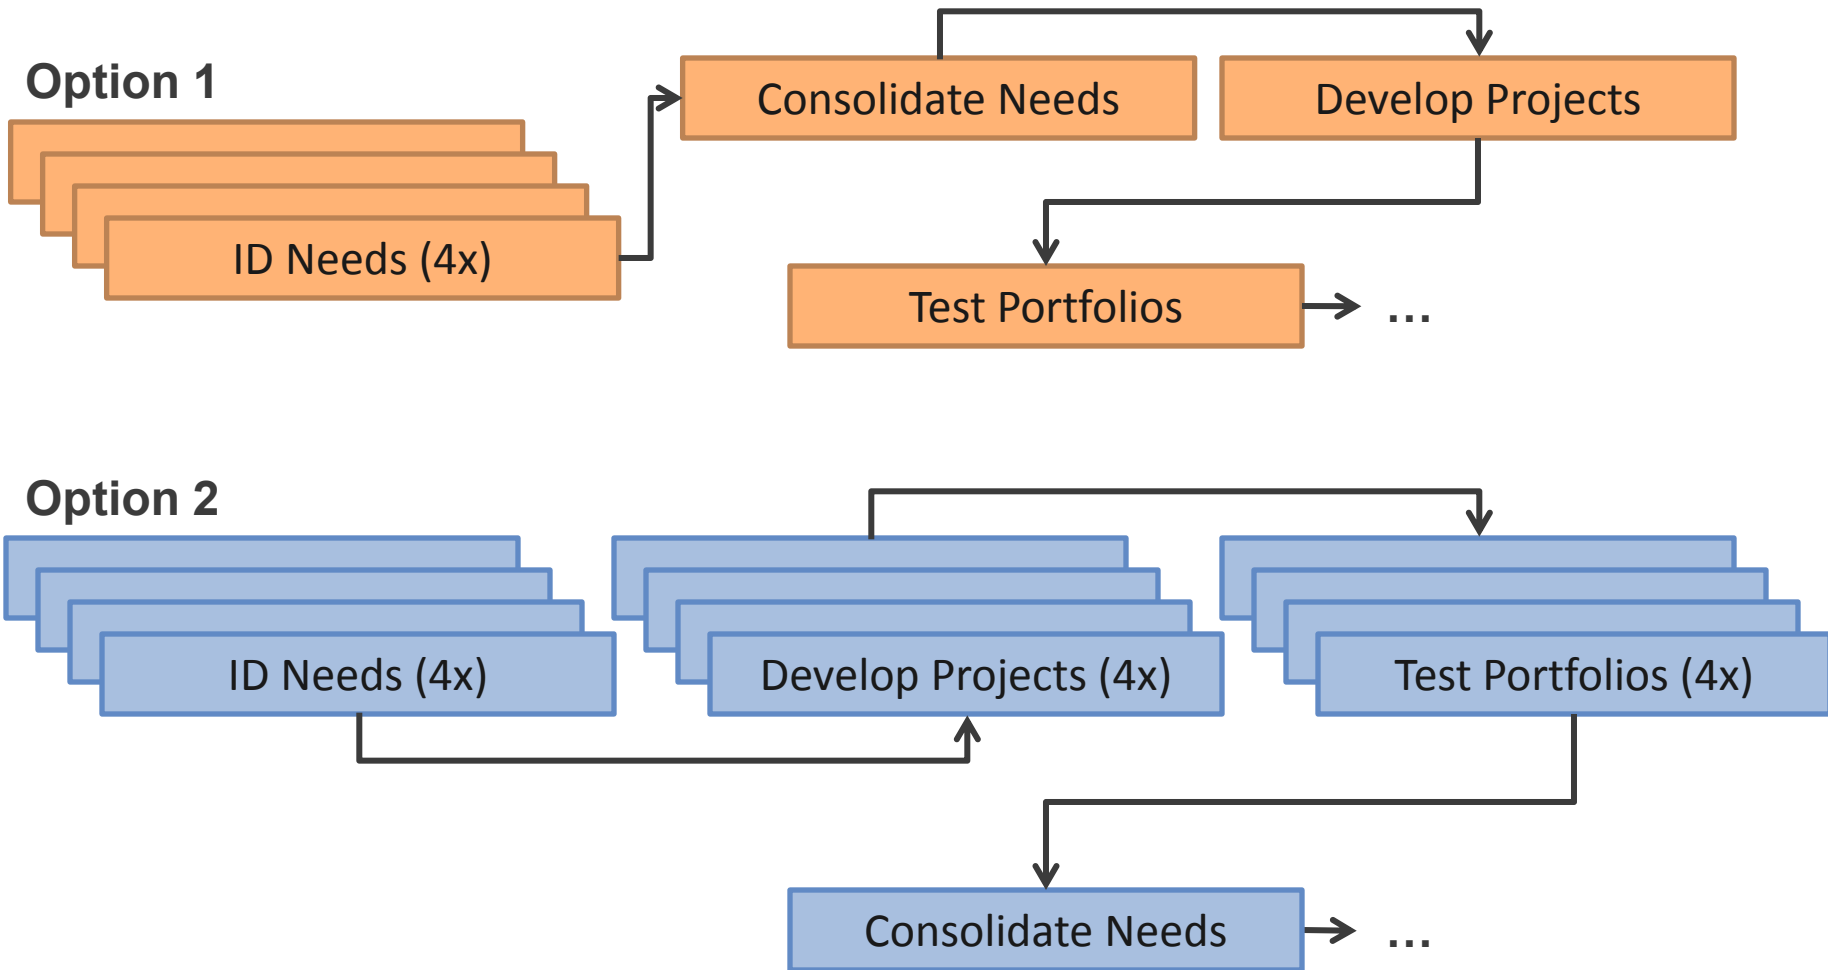 Option 1
Consolidate Needs
Develop Projects
ID Needs (4x)
Test Portfolios
...
Option 2
ID Needs (4x)
Develop Projects (4x)
Test Portfolios (4x)
Consolidate Needs
...